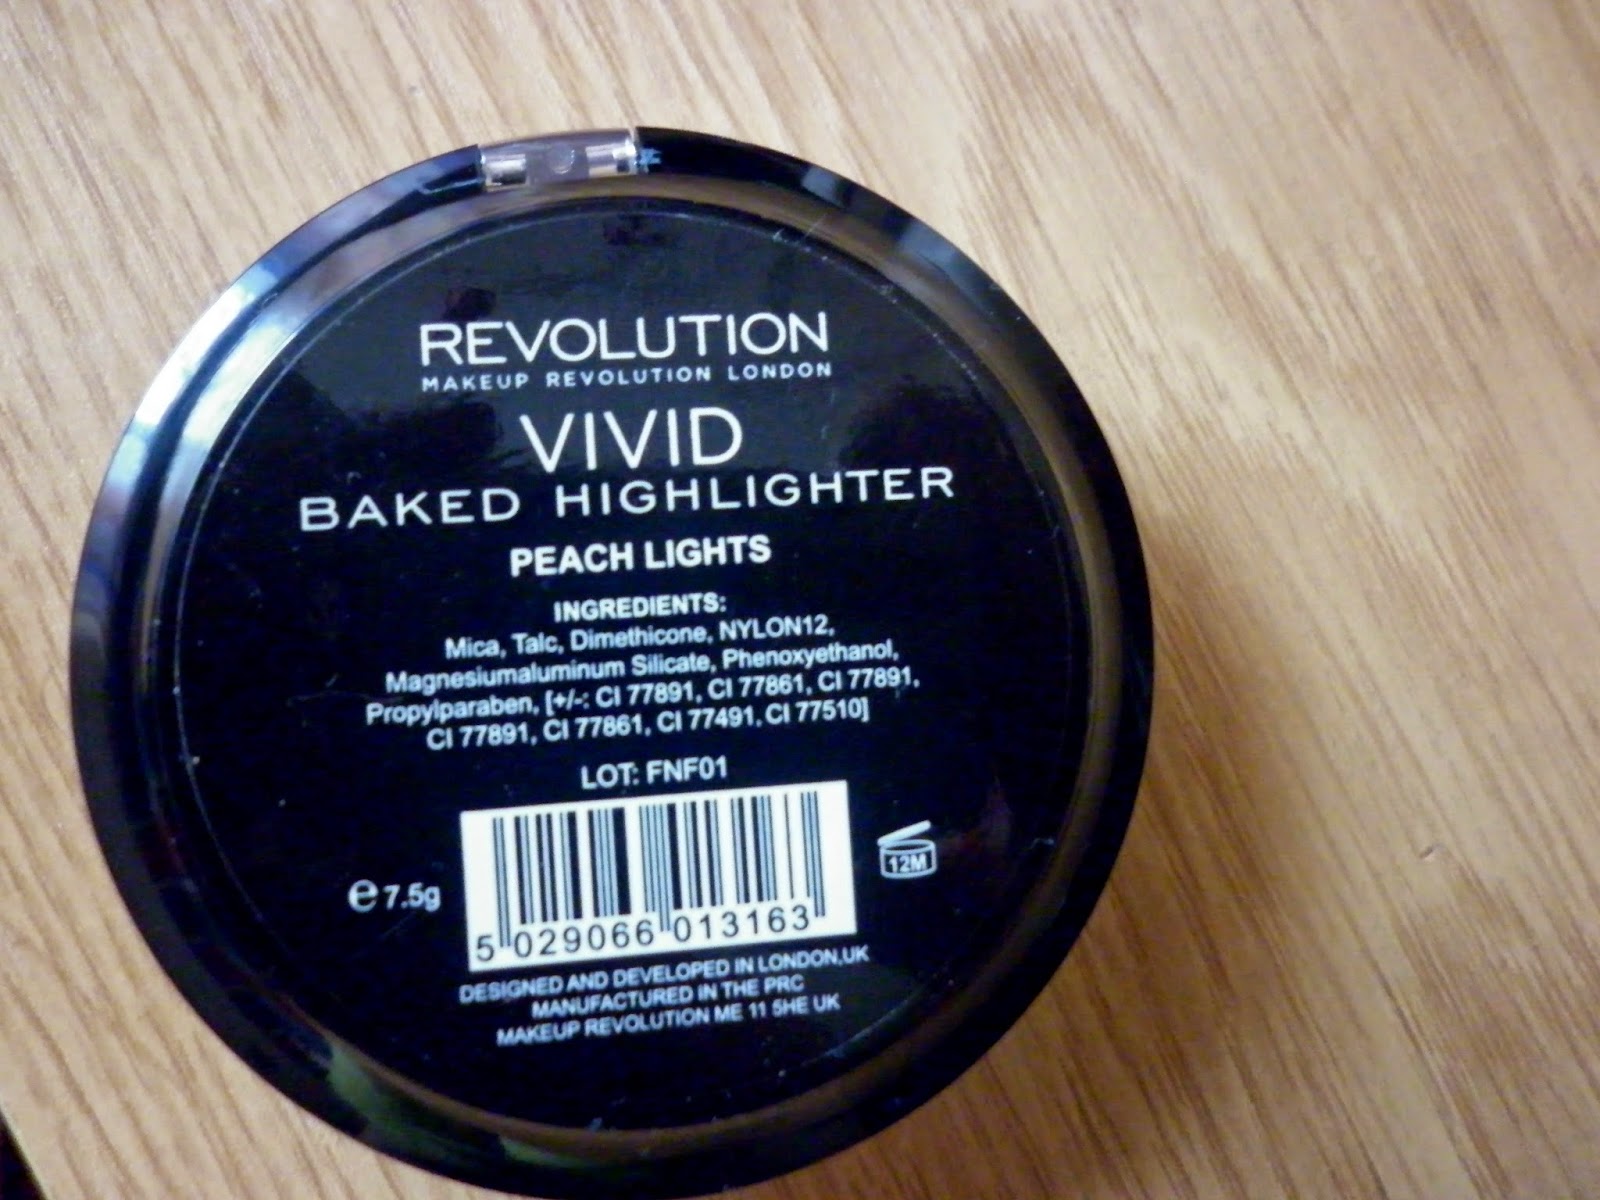 REVOLUTION
MAKEUP REVOLUTION LONDON
VIVID
BAKED HIGHLIGHTER
PEACH LIGHTS
INGREDIENTS:
Mica, Talc, Dimethicone, NYLON12,
Magnesiumaluminum Silicate, Phenoxyethanol,
Propylparaben, [+/-: CI 77891, CI 77861, CI 77891,
CI 77891, CI 77861, CI 77491, CI 77510]
LOT: FNF01
e 7.5g
12M
5 029066 013163
DESIGNED AND DEVELOPED IN LONDON,UK
MANUFACTURED IN THE PRC
MAKEUP REVOLUTION ME 11 5HE UK